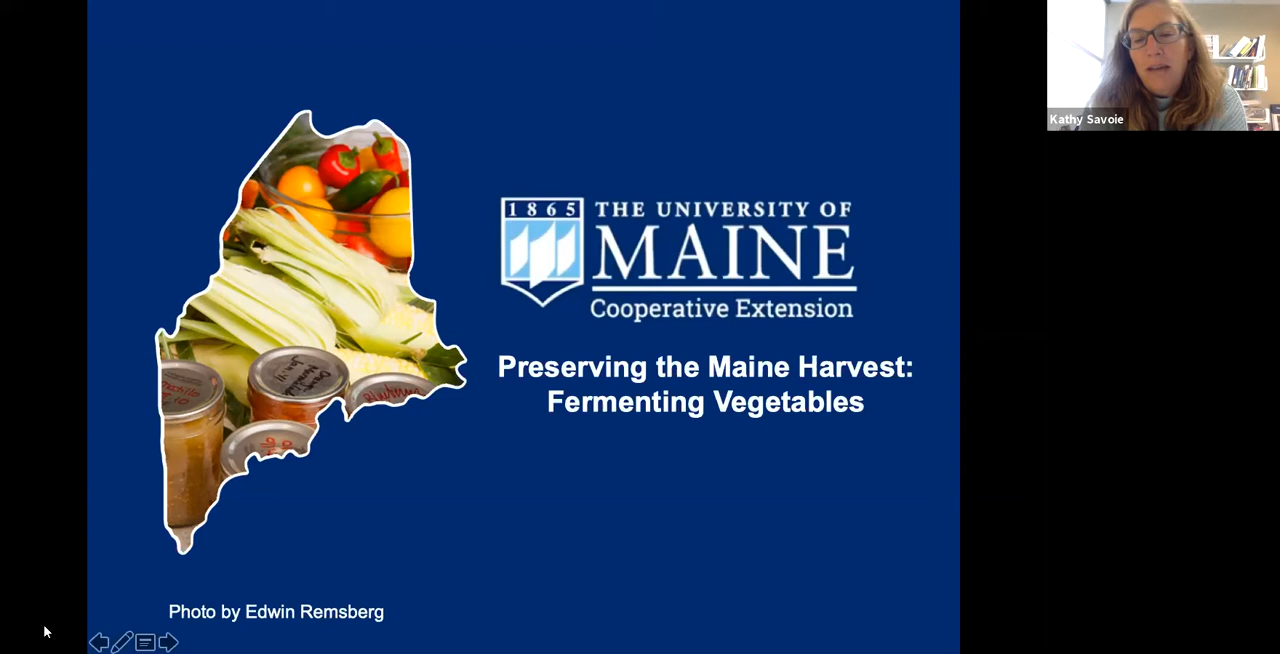 1865
THE UNIVERSITY OF
MAINE
Cooperative Extension
Preserving the Maine Harvest:
Fermenting Vegetables
Photo by Edwin Remsberg
Kathy Savoie